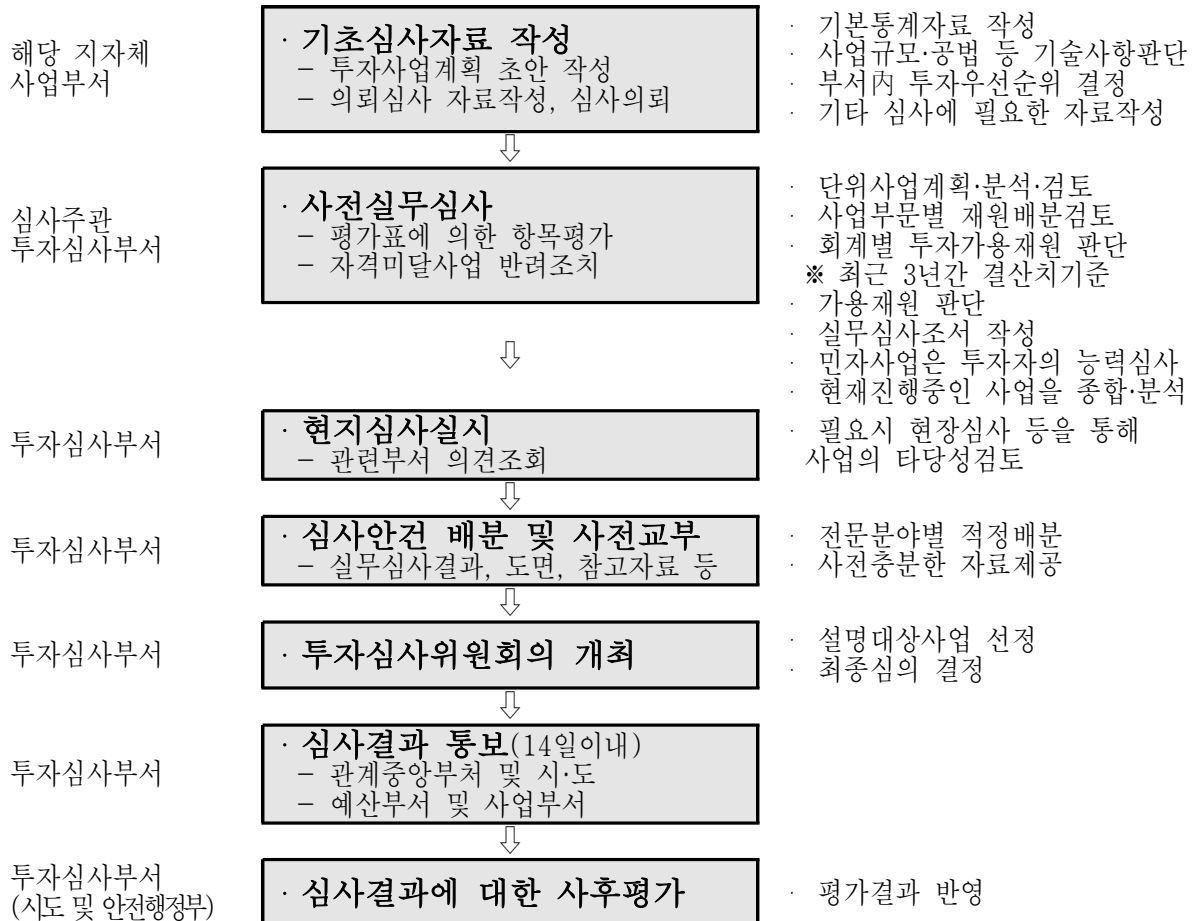 해당 지자체
사업부서
· 기초심사자료 작성
- 투자사업계획 초안 작성
- 의뢰심사 자료작성, 심사의뢰
· 기본통계자료 작성
· 사업규모·공법 등 기술사항판단
· 부서內 투자우선순위 결정
· 기타 심사에 필요한 자료작성
⇩
심사주관
투자심사부서
· 사전실무심사
- 평가표에 의한 항목평가
- 자격미달사업 반려조치
· 단위사업계획·분석·검토
· 사업부문별 재원배분검토
· 회계별 투자가용재원 판단
※ 최근 3년간 결산치기준
· 가용재원 판단
· 실무심사조서 작성
· 민자사업은 투자자의 능력심사
· 현재진행중인 사업을 종합·분석
⇩
투자심사부서
· 현지심사실시
- 관련부서 의견조회
· 필요시 현장심사 등을 통해
사업의 타당성검토
⇩
투자심사부서
· 심사안건 배분 및 사전교부
- 실무심사결과, 도면, 참고자료 등
· 전문분야별 적정배분
· 사전충분한 자료제공
⇩
투자심사부서
· 투자심사위원회의 개최
· 설명대상사업 선정
· 최종심의 결정
⇩
투자심사부서
· 심사결과 통보(14일이내)
- 관계중앙부처 및 시·도
- 예산부서 및 사업부서
⇩
투자심사부서
(시도 및 안전행정부)
· 심사결과에 대한 사후평가
· 평가결과 반영